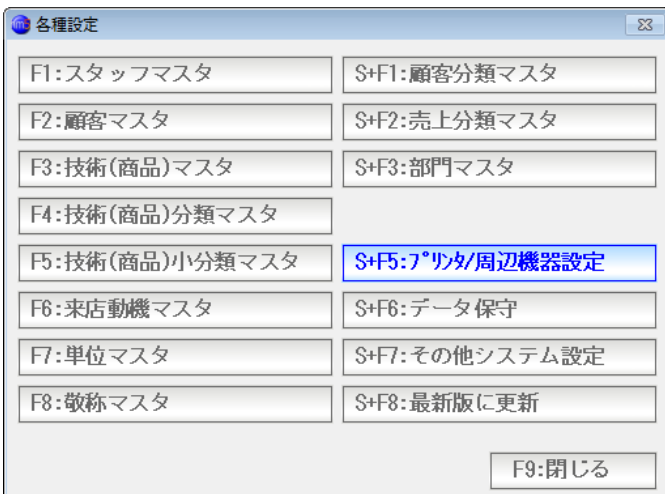 各種設定
F1:スタッフマスタ
S+F1:顧客分類マスタ
F2:顧客マスタ
S+F2:売上分類マスタ
F3:技術(商品)マスタ
S+F3:部門マスタ
F4:技術(商品)分類マスタ
F5:技術(商品)小分類マスタ
S+F5:プリンタ/周辺機器設定
F6:来店動機マスタ
S+F6:データ保守
F7:単位マスタ
S+F7:その他システム設定
F8:敬称マスタ
S+F8:最新版に更新
F9:閉じる